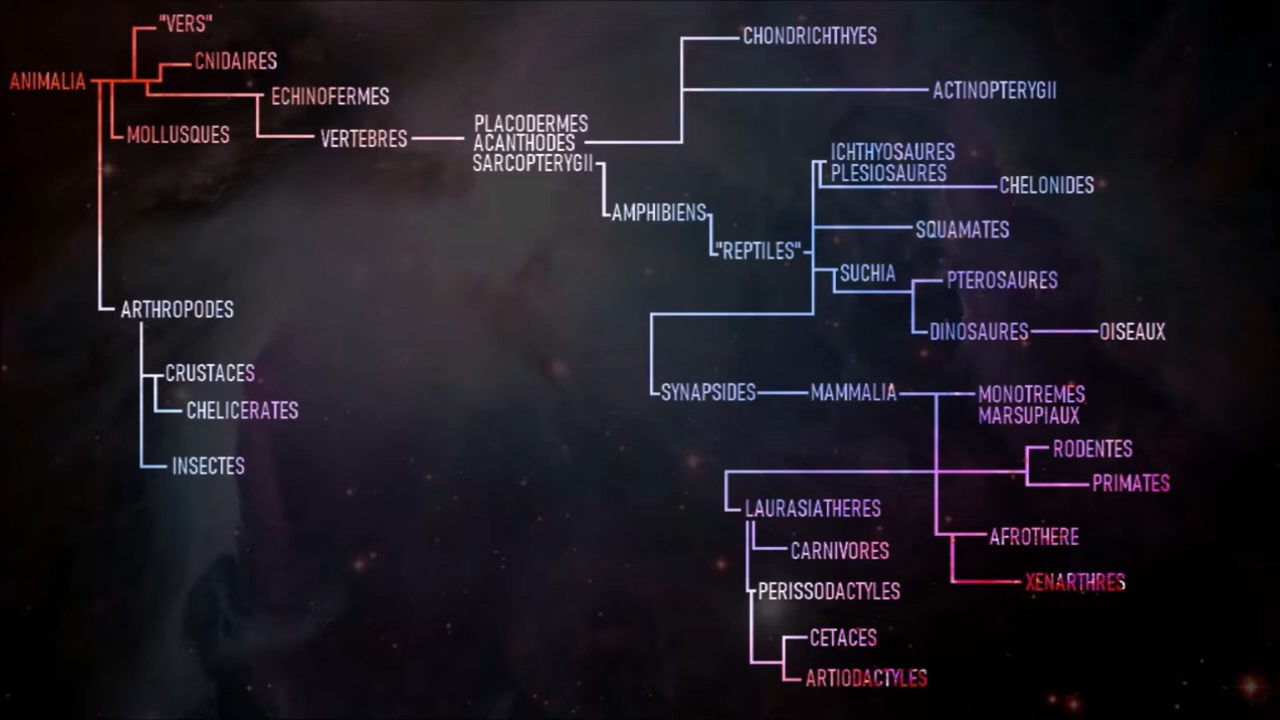 "VERS"
CNIDAIRES
ANIMALIA
ECHINOFERMES
MOLLUSQUES
VERTEBRES
PLACODERMES
ACANTHODES
SARCOPTERYGII
CHONDRICHTHYES
ACTINOPTERYGII
AMPHIBIENS
"REPTILES"
ICHTHYOSAURES
PLESIOSAURES
CHELONIDES
SQUAMATES
SUCHIA
PTEROSAURES
DINOSAURES
OISEAUX
ARTHROPODES
CRUSTACES
CHELICERATES
INSECTES
SYNAPSIDES
MAMMALIA
MONOTREMES
MARSUPIAUX
RODENTES
PRIMATES
LAURASIATHERES
CARNIVORES
PERISSODACTYLES
CETACES
ARTIODACTYLES
AFROTHERE
XENARTHRES